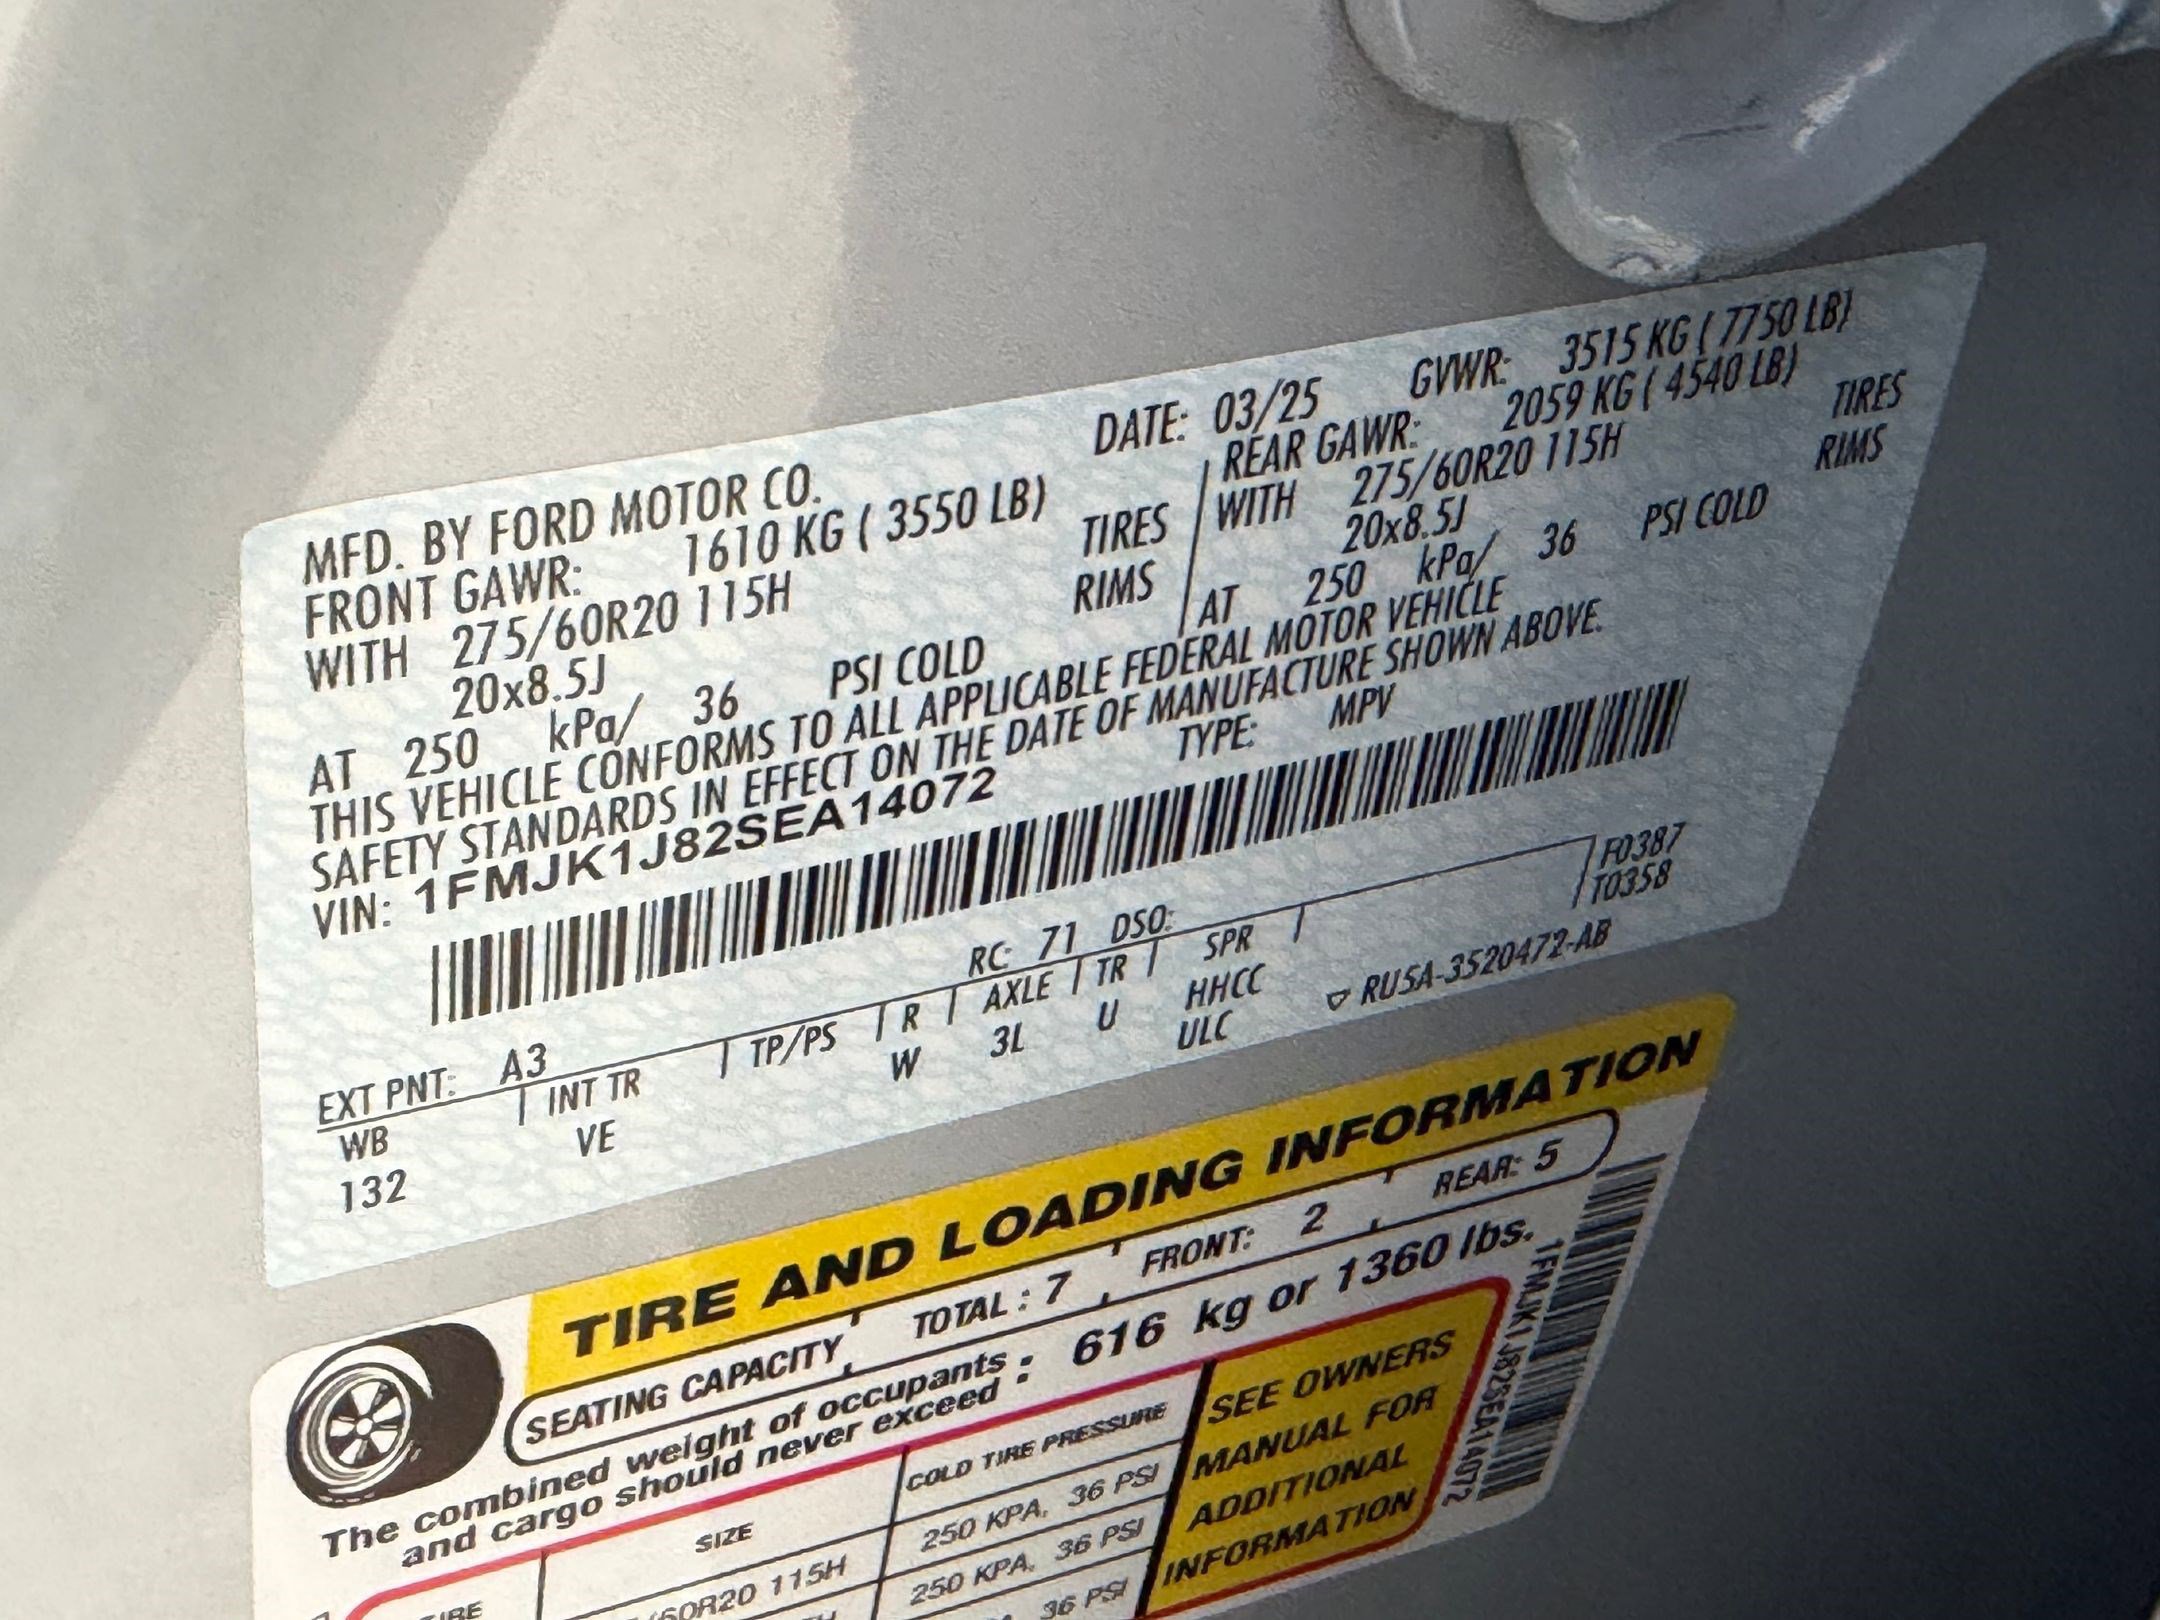 MFD. BY FORD MOTOR CO. DATE: 03/25 GVWR: 3515 KG ( 7750 LB)
FRONT GAWR: 1610 KG ( 3550 LB) REAR GAWR: 2059 KG ( 4540 LB)
WITH 275/60R20 115H TIRES WITH 275/60R20 115H TIRES
20x8.5J RIMS 20x8.5J RIMS
AT 250 kPa/ 36 PSI COLD AT 250 kPa/ 36 PSI COLD
THIS VEHICLE CONFORMS TO ALL APPLICABLE FEDERAL MOTOR VEHICLE
SAFETY STANDARDS IN EFFECT ON THE DATE OF MANUFACTURE SHOWN ABOVE.
VIN: 1FMJK1J82SEA14072 TYPE: MPV
EXT PNT: A3 RC: 71 DSO: F0387
WB INT TR TP/PS R AXLE TR SPR T0358
132 VE W 3L U HHCC
ULC RU5A-3520472-AB
TIRE AND LOADING INFORMATION
SEATING CAPACITY TOTAL : 7 FRONT: 2 REAR: 5
The combined weight of occupants
and cargo should never exceed : 616 kg or 1360 lbs.
SIZE COLD TIRE PRESSURE
115H 250 KPA, 36 PSI
250 KPA, 36 PSI
36 PSI
SEE OWNERS
MANUAL FOR
ADDITIONAL
INFORMATION
1FMJK1J82SEA14072